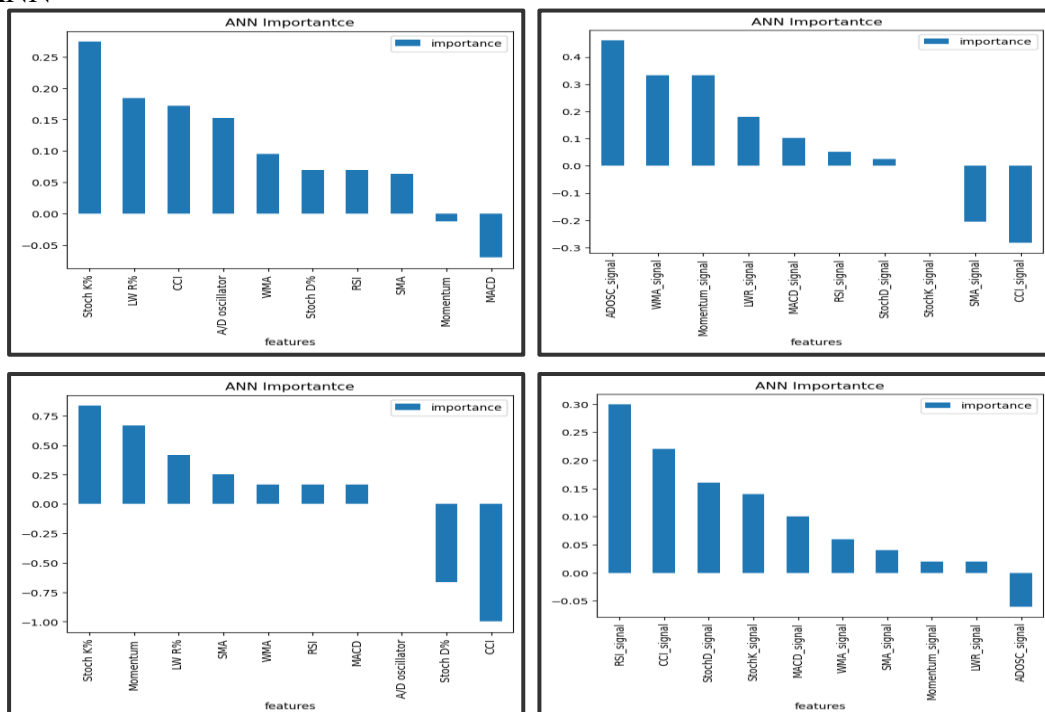 ANN Importantce
importance
0.25
0.20
0.15
0.10
0.05
0.00
−0.05
Stoch K%
LW R%
CCI
A/D oscillator
WMA
Stoch D%
RSI
SMA
Momentum
MACD
features
ANN Importantce
importance
0.4
0.3
0.2
0.1
0.0
−0.1
−0.2
−0.3
ADOSC_signal
WMA_signal
Momentum_signal
LWR_signal
MACD_signal
RSI_signal
StochD_signal
StochK_signal
SMA_signal
CCI_signal
features
ANN Importantce
importance
0.75
0.50
0.25
0.00
−0.25
−0.50
−0.75
−1.00
Stoch K%
Momentum
LW R%
SMA
WMA
RSI
MACD
A/D oscillator
Stoch D%
CCI
features
ANN Importantce
importance
0.30
0.25
0.20
0.15
0.10
0.05
0.00
−0.05
RSI_signal
CCI_signal
StochD_signal
StochK_signal
MACD_signal
WMA_signal
SMA_signal
Momentum_signal
LWR_signal
ADOSC_signal
features